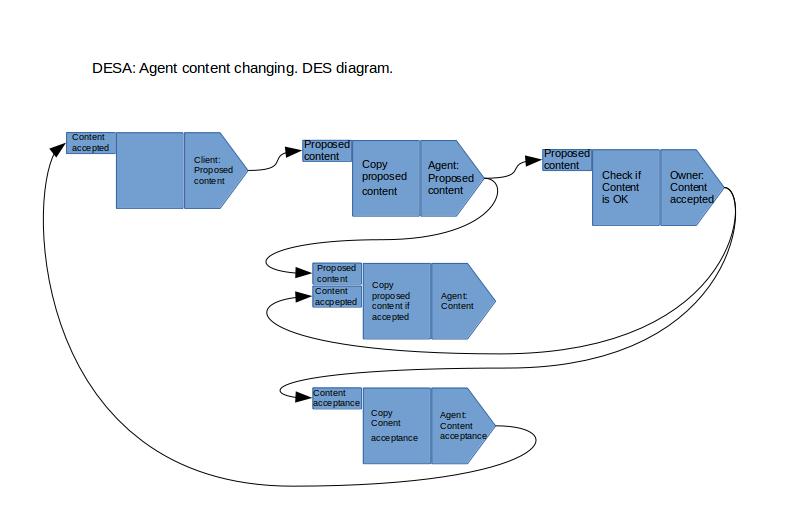 DESA: Agent content changing. DES diagram.
Content
accepted
Client:
Proposed
content
Proposed
content
Copy
proposed
content
Agent:
Proposed
content
Proposed
content
Check if
Content
is OK
Owner:
Content
accepted
Proposed
content
Content
accpepted
Copy
proposed
content if
accepted
Agent:
Content
Content
acceptance
Copy
Conent
acceptance
Agent:
Content
acceptance